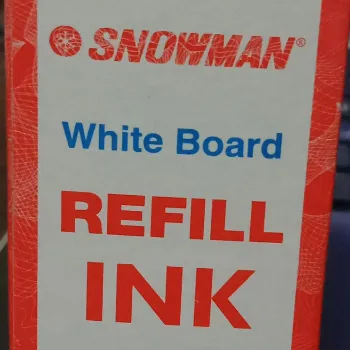 SNOWMAN®
White Board
REFILL
INK